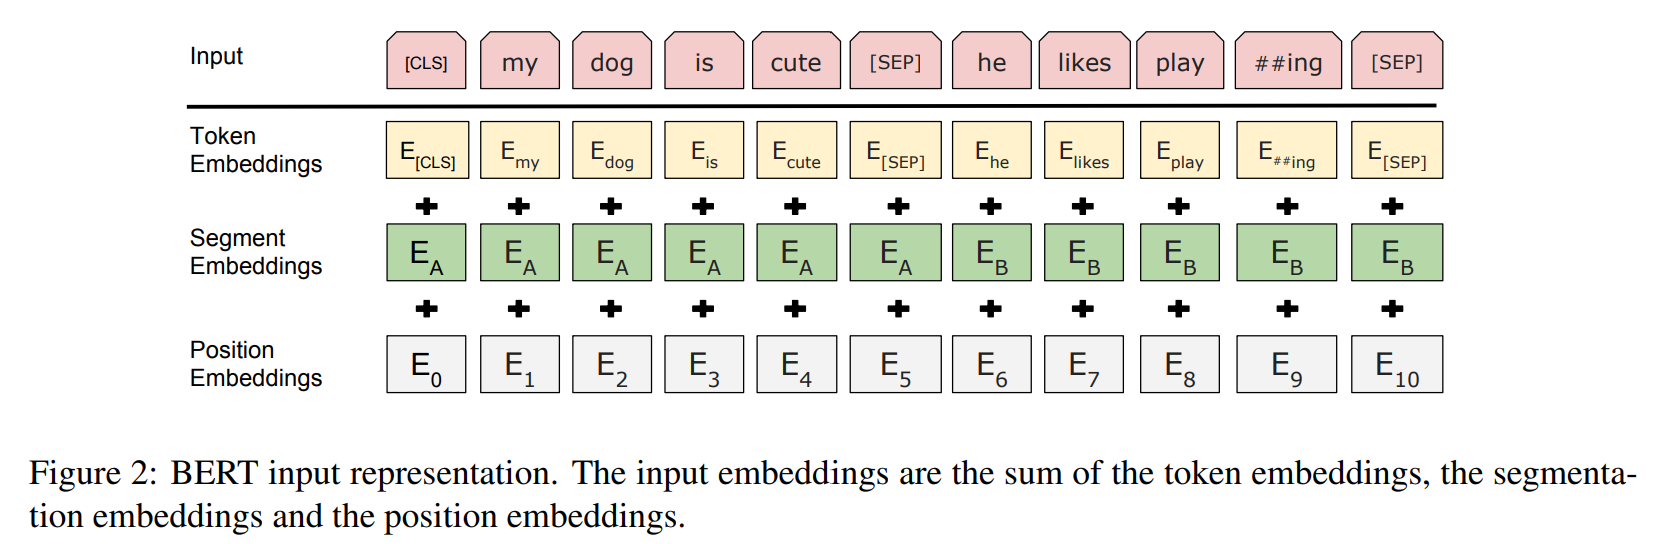 Input [CLS] my dog is cute [SEP] he likes play ##ing [SEP]
Token
Embeddings
E[CLS] Emy Edog Eis Ecute E[SEP] Ehe Elikes Eplay E##ing E[SEP]
+ + + + + + + + + + +
Segment
Embeddings
EA EA EA EA EA EA EB EB EB EB EB
+ + + + + + + + + + +
Position
Embeddings
E0 E1 E2 E3 E4 E5 E6 E7 E8 E9 E10
Figure 2: BERT input representation. The input embeddings are the sum of the token embeddings, the segmenta-
tion embeddings and the position embeddings.